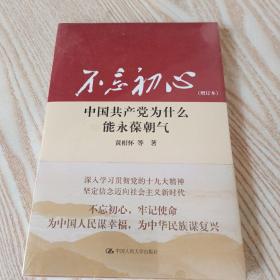 不忘初心
(增订本)
中国共产党为什么
能永葆朝气
黄相怀 等 著
深入学习贯彻党的十九大精神
坚定信念迈向社会主义新时代
不忘初心，牢记使命
为中国人民谋幸福，为中华民族谋复兴
中国人民大学出版社